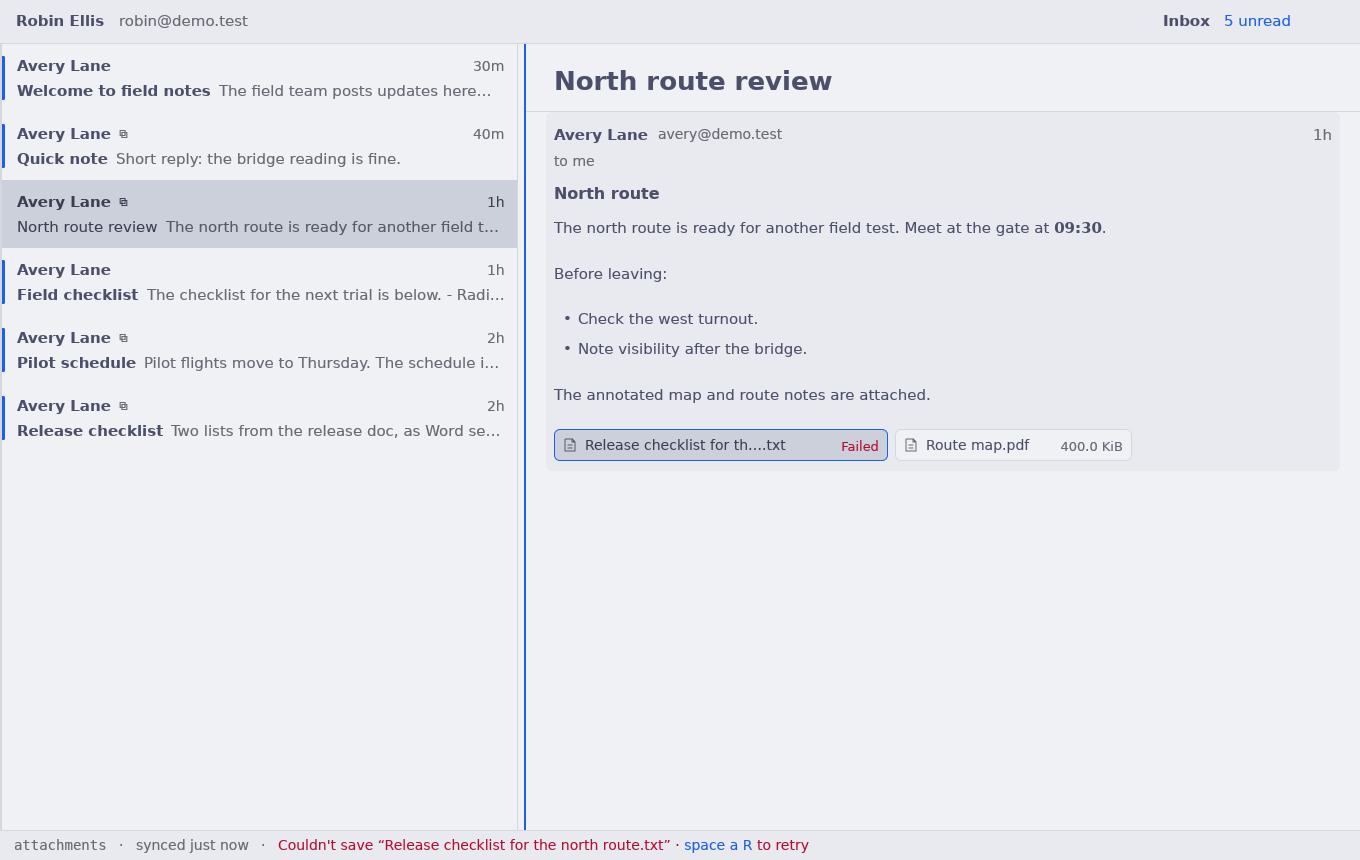 Robin Ellis robin@demo.test
Inbox 5 unread
Avery Lane 30m
Welcome to field notes The field team posts updates here…
Avery Lane 40m
Quick note Short reply: the bridge reading is fine.
Avery Lane 1h
North route review The north route is ready for another field t…
Avery Lane 1h
Field checklist The checklist for the next trial is below. - Radi…
Avery Lane 2h
Pilot schedule Pilot flights move to Thursday. The schedule i…
Avery Lane 2h
Release checklist Two lists from the release doc, as Word se…
North route review
Avery Lane avery@demo.test 1h
to me
North route
The north route is ready for another field test. Meet at the gate at 09:30.
Before leaving:
• Check the west turnout.
• Note visibility after the bridge.
The annotated map and route notes are attached.
Release checklist for th….txt Failed
Route map.pdf 400.0 KiB
attachments · synced just now · Couldn't save “Release checklist for the north route.txt” · space a R to retry